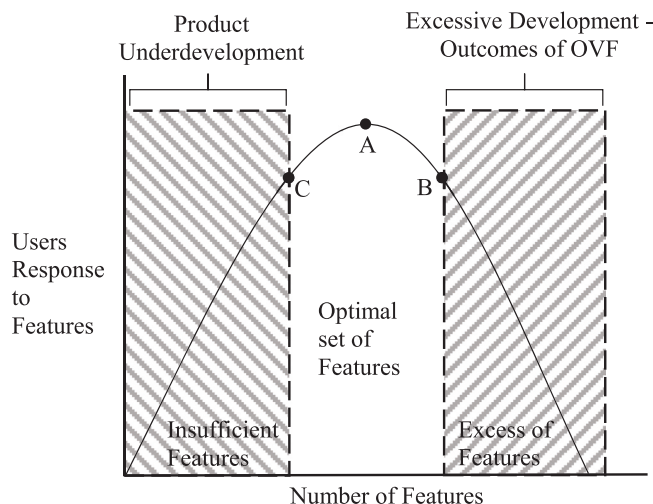 Product
Underdevelopment
Excessive Development –
Outcomes of OVF
A
C
B
Users
Response
to
Features
Optimal
set of
Features
Insufficient
Features
Excess of
Features
Number of Features